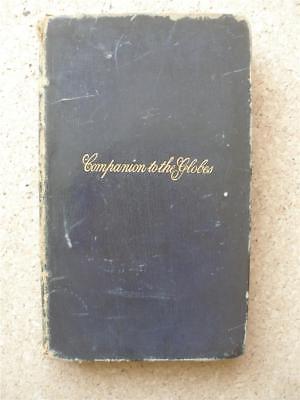 Companion to the Globes